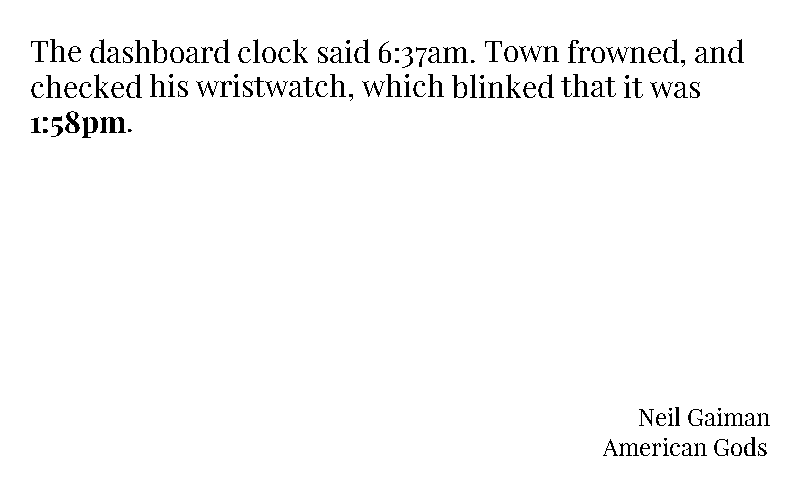 The dashboard clock said 6:37am. Town frowned, and
checked his wristwatch, which blinked that it was
1:58pm.
Neil Gaiman
American Gods